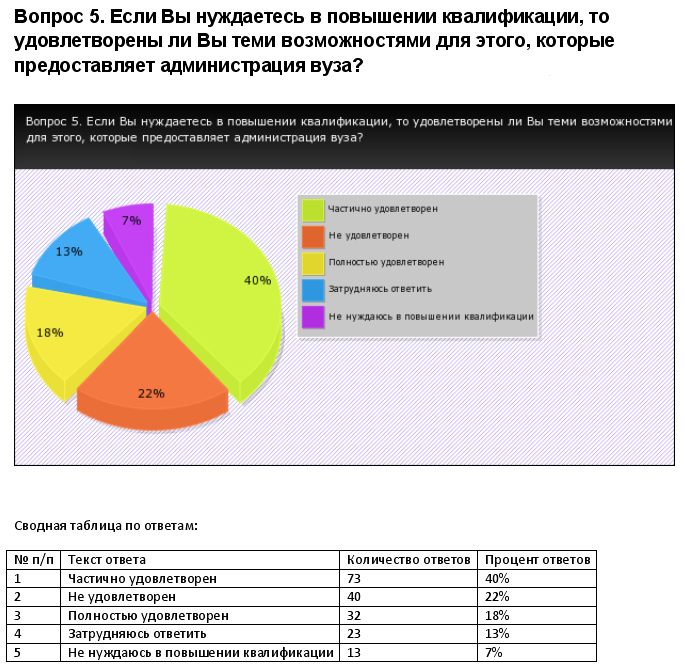 Вопрос 5. Если Вы нуждаетесь в повышении квалификации, то
удовлетворены ли Вы теми возможностями для этого, которые
предоставляет администрация вуза?
Вопрос 5. Если Вы нуждаетесь в повышении квалификации, то удовлетворены ли Вы теми возможностями
для этого, которые предоставляет администрация вуза?
7%
13%
40%
18%
22%
Частично удовлетворен
Не удовлетворен
Полностью удовлетворен
Затрудняюсь ответить
Не нуждаюсь в повышении квалификации
Сводная таблица по ответам:
№ п/п Текст ответа Количество ответов Процент ответов
1 Частично удовлетворен 73 40%
2 Не удовлетворен 40 22%
3 Полностью удовлетворен 32 18%
4 Затрудняюсь ответить 23 13%
5 Не нуждаюсь в повышении квалификации 13 7%